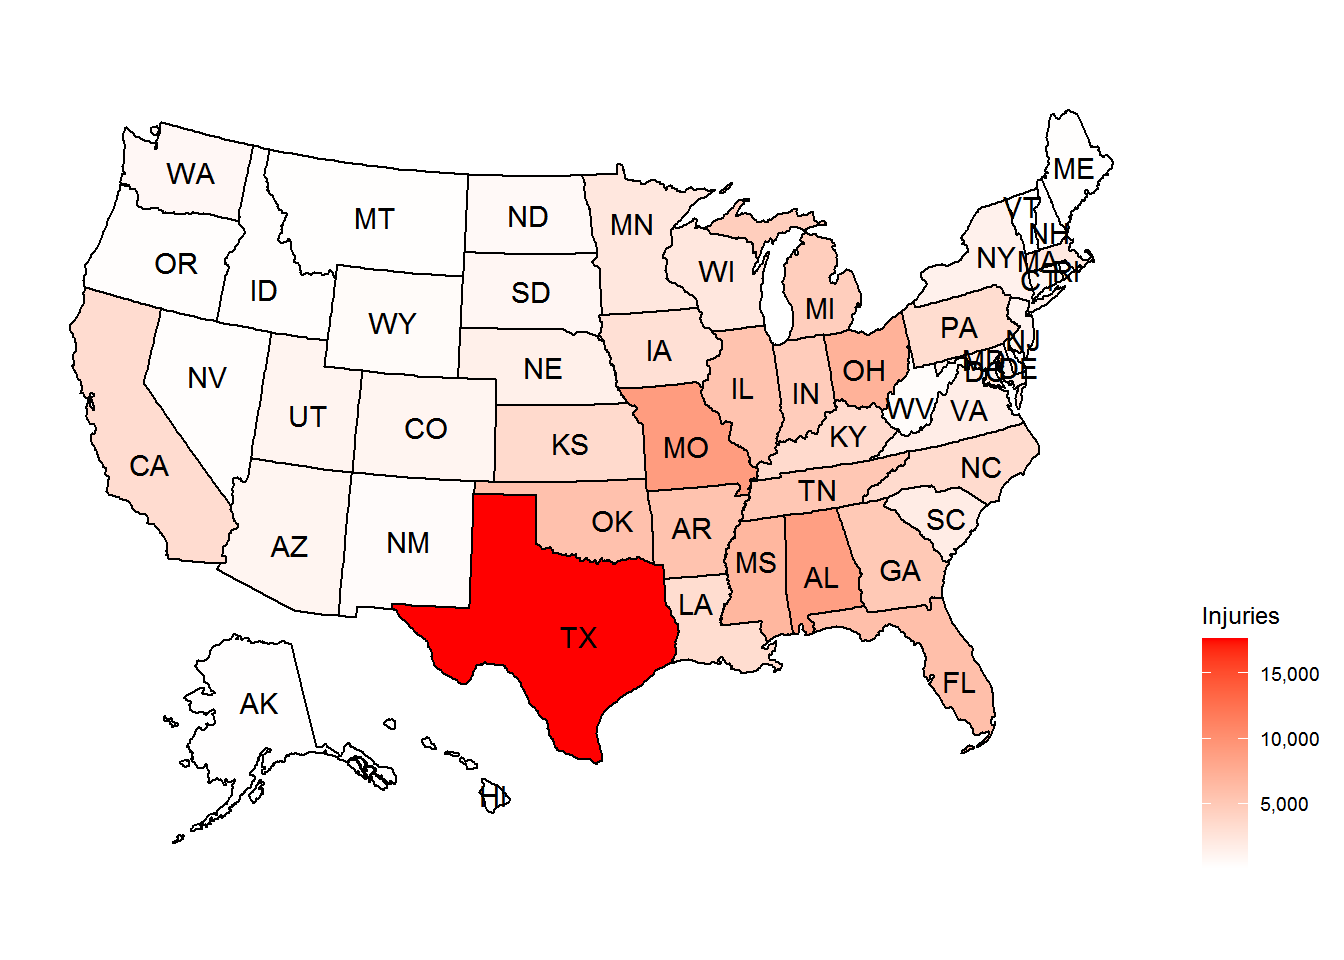 ME
WA
VT
MT
ND
MN
NH
OR
NY
MA
WI
RI
CT
ID
SD
MI
WY
PA
NJ
IA
MD
NE
OH
DE
DC
NV
IL
IN
UT
WV
VA
CO
KY
KS
MO
CA
NC
TN
OK
SC
AR
AZ
NM
MS
GA
AL
LA
Injuries
TX
15,000
FL
AK
10,000
HI
5,000